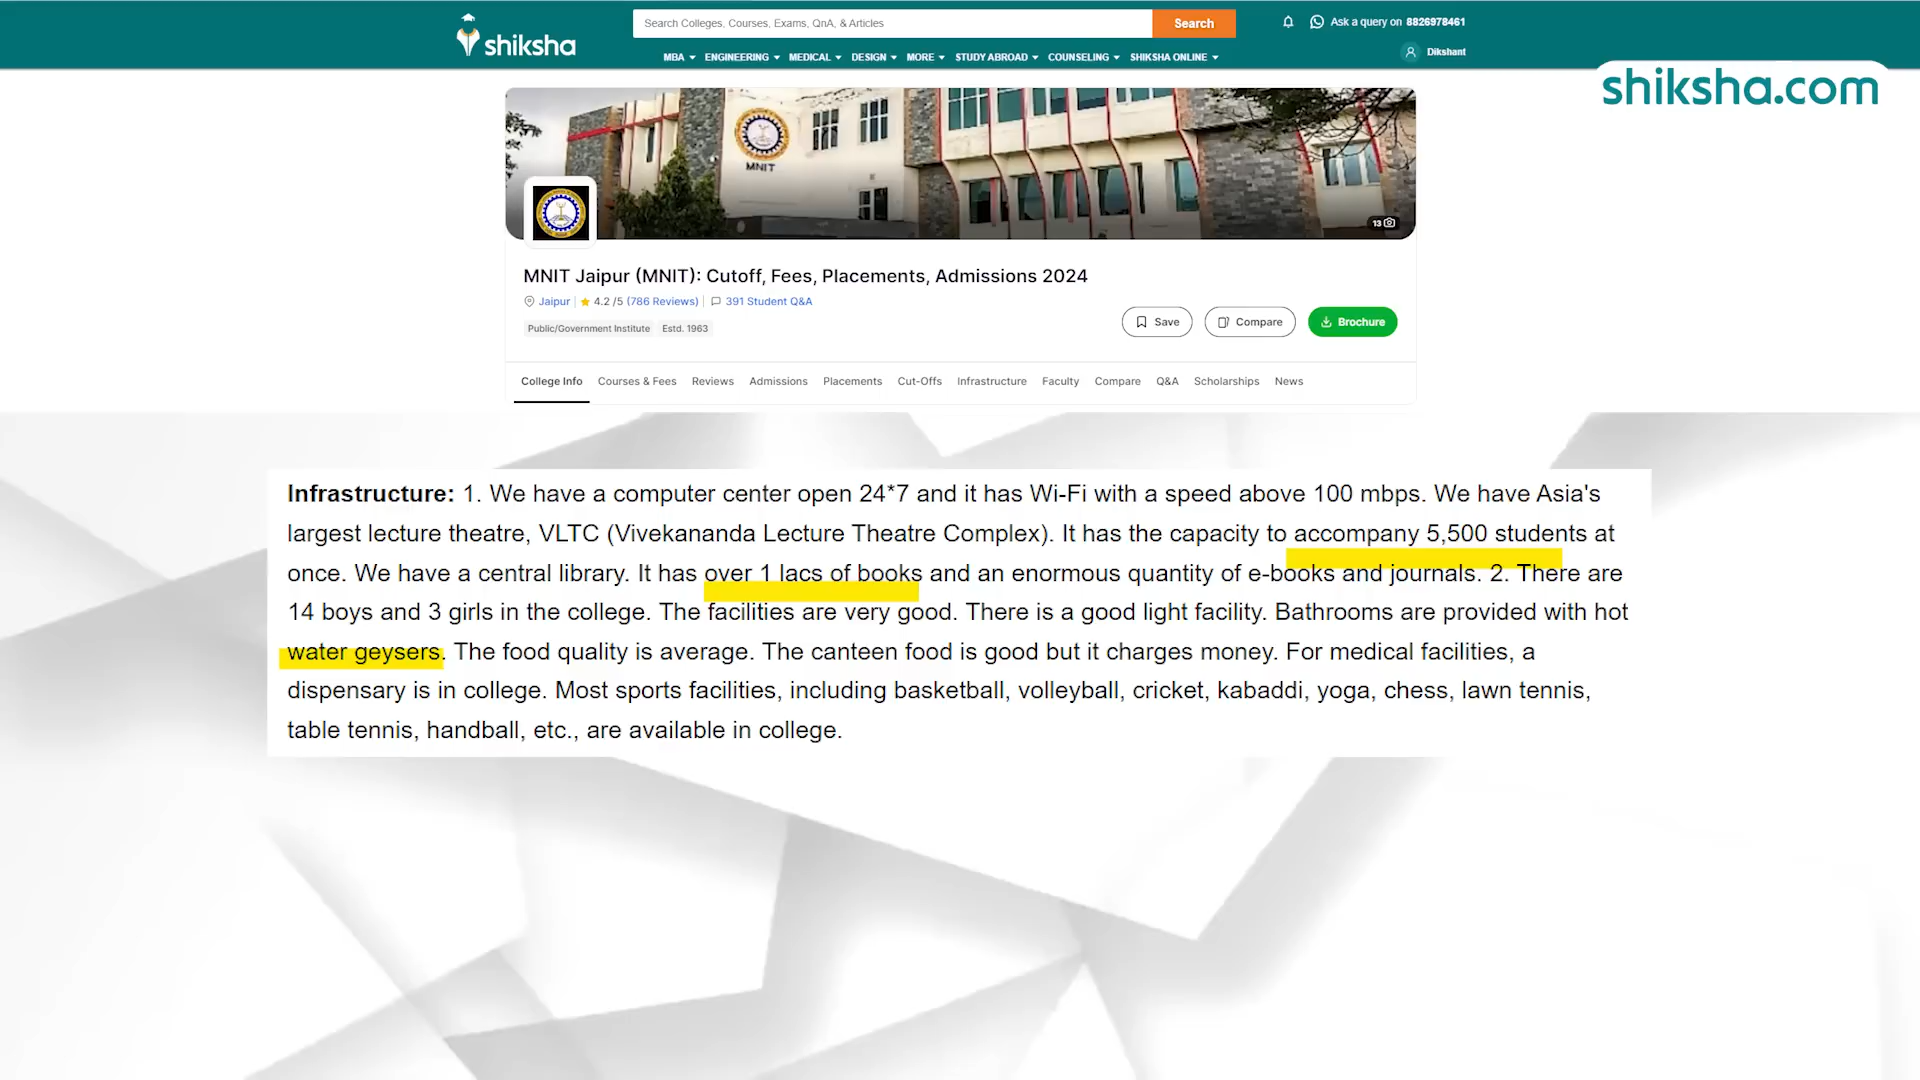 shiksha
Search Colleges, Courses, Exams, QnA, & Articles
Search
Ask a query on 8826978461
MBA
ENGINEERING
MEDICAL
DESIGN
MORE
STUDY ABROAD
COUNSELING
SHIKSHA ONLINE
Dikshant
shiksha.com
MNIT
13
MNIT Jaipur (MNIT): Cutoff, Fees, Placements, Admissions 2024
Jaipur 4.2 /5 (786 Reviews) 391 Student Q&A
Public/Government Institute Estd. 1963
Save
Compare
Brochure
College Info
Courses & Fees
Reviews
Admissions
Placements
Cut-Offs
Infrastructure
Faculty
Compare
Q&A
Scholarships
News
Infrastructure: 1. We have a computer center open 24*7 and it has Wi-Fi with a speed above 100 mbps. We have Asia's
largest lecture theatre, VLTC (Vivekananda Lecture Theatre Complex). It has the capacity to accompany 5,500 students at
once. We have a central library. It has over 1 lacs of books and an enormous quantity of e-books and journals. 2. There are
14 boys and 3 girls in the college. The facilities are very good. There is a good light facility. Bathrooms are provided with hot
water geysers. The food quality is average. The canteen food is good but it charges money. For medical facilities, a
dispensary is in college. Most sports facilities, including basketball, volleyball, cricket, kabaddi, yoga, chess, lawn tennis,
table tennis, handball, etc., are available in college.